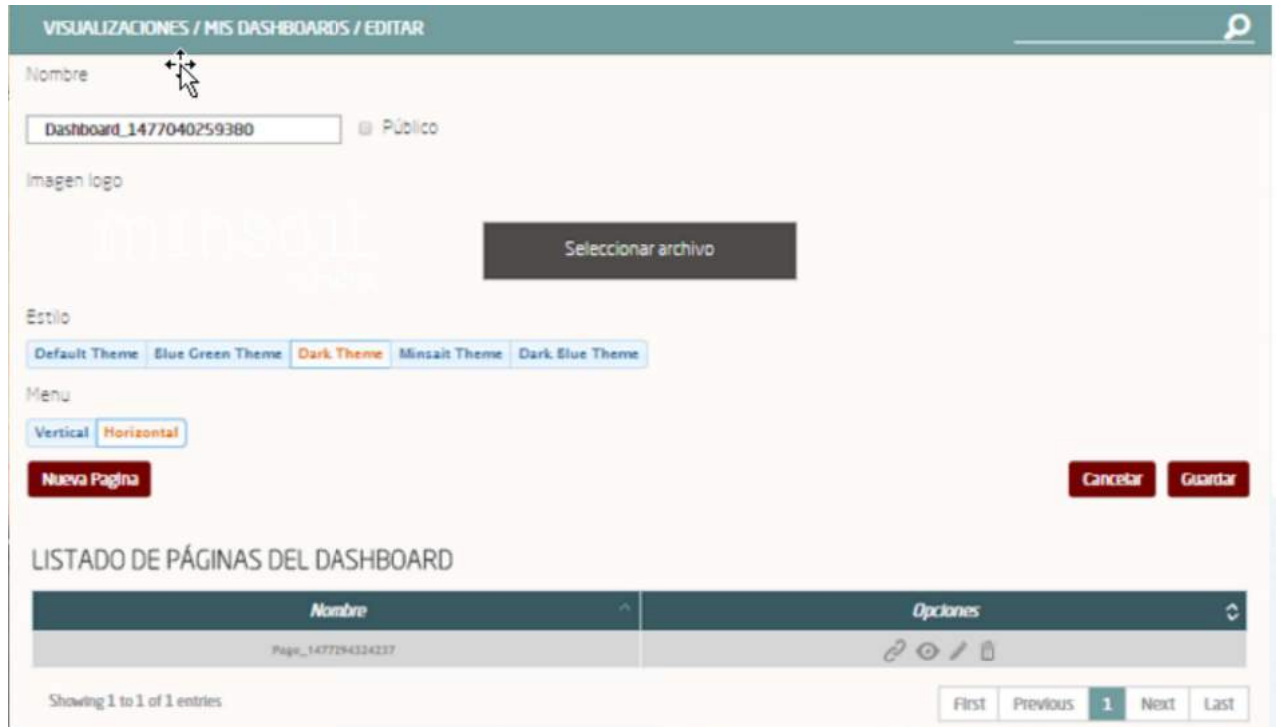 VISUALIZACIONES / MIS DASHBOARDS / EDITAR
Nombre
Dashboard_1477040259380 Público
Imagen logo
minsait
Seleccionar archivo
Estilo
Default Theme Blue Green Theme Dark Theme Minsait Theme Dark Blue Theme
Menu
Vertical Horizontal
Nueva Pagina Cancelar Guardar
LISTADO DE PÁGINAS DEL DASHBOARD
Nombre Opciones
Page_1477294324237
Showing 1 to 1 of 1 entries First Previous 1 Next Last